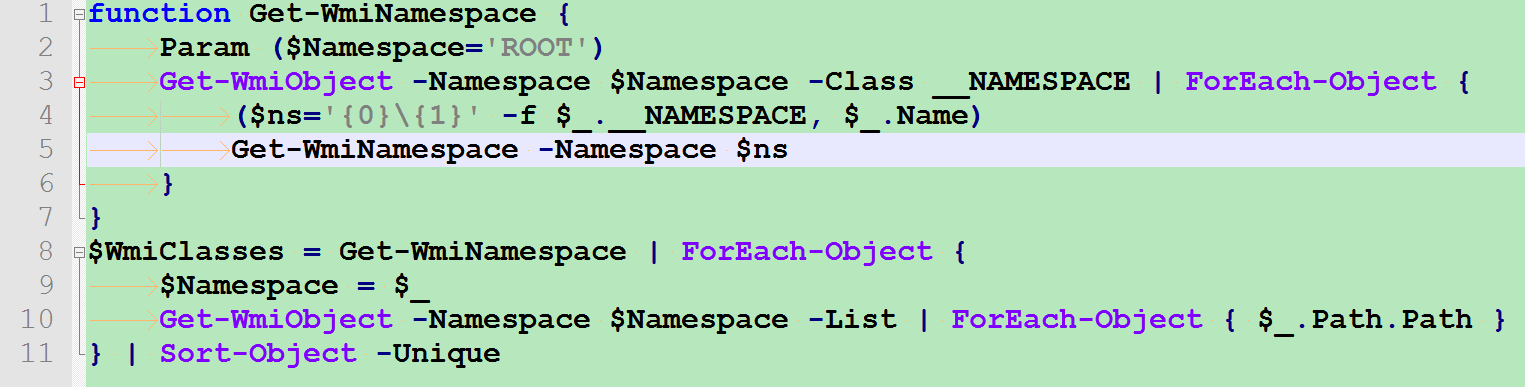 1 function Get-WmiNamespace {
2 Param ($Namespace='ROOT')
3 Get-WmiObject -Namespace $Namespace -Class __NAMESPACE | ForEach-Object {
4 ($ns='{0}\{1}' -f $_.__NAMESPACE, $_.Name)
5 Get-WmiNamespace -Namespace $ns
6 }
7 }
8 $WmiClasses = Get-WmiNamespace | ForEach-Object {
9 $Namespace = $_
10 Get-WmiObject -Namespace $Namespace -List | ForEach-Object { $_.Path.Path }
11 } | Sort-Object -Unique